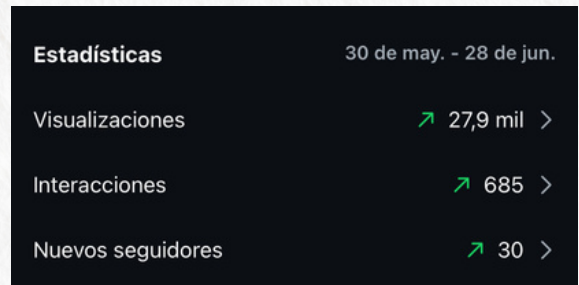 Estadísticas 30 de may. - 28 de jun.
Visualizaciones 27,9 mil
Interacciones 685
Nuevos seguidores 30